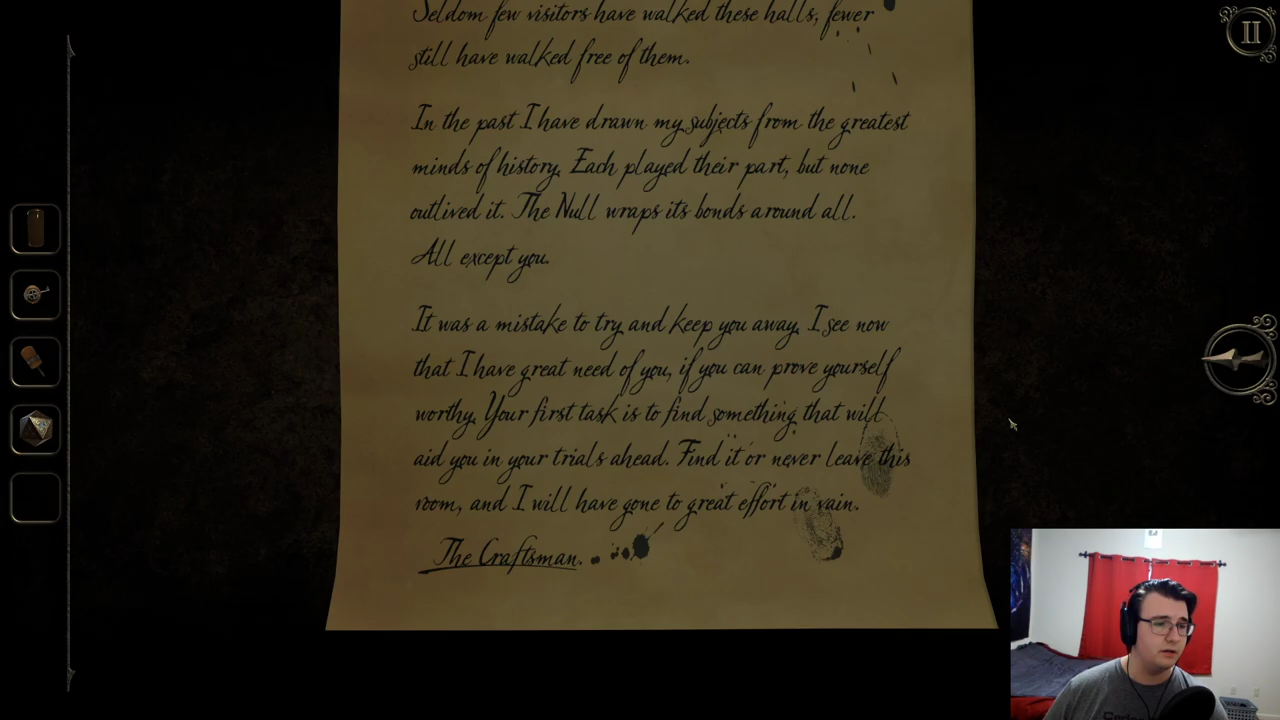 Seldom few visitors have walked these halls, fewer
still have walked free of them.
In the past I have drawn my subjects from the greatest
minds of history. Each played their part, but none
outlived it. The Null wraps its bonds around all.
All except you.
It was a mistake to try and keep you away. I see now
that I have great need of you, if you can prove yourself
worthy. Your first task is to find something that will
aid you in your trials ahead. Find it or never leave this
room, and I will have gone to great effort in vain.
The Craftsman.